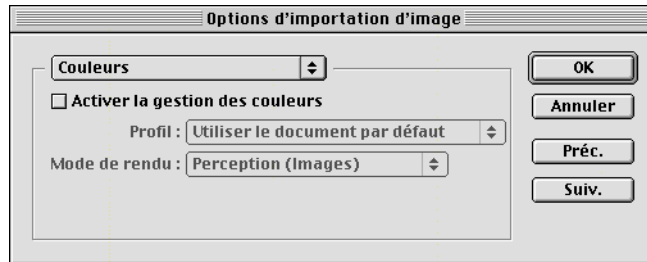 Options d'importation d'image
Couleurs
OK
Activer la gestion des couleurs
Annuler
Profil : Utiliser le document par défaut
Préc.
Mode de rendu : Perception (Images)
Suiv.